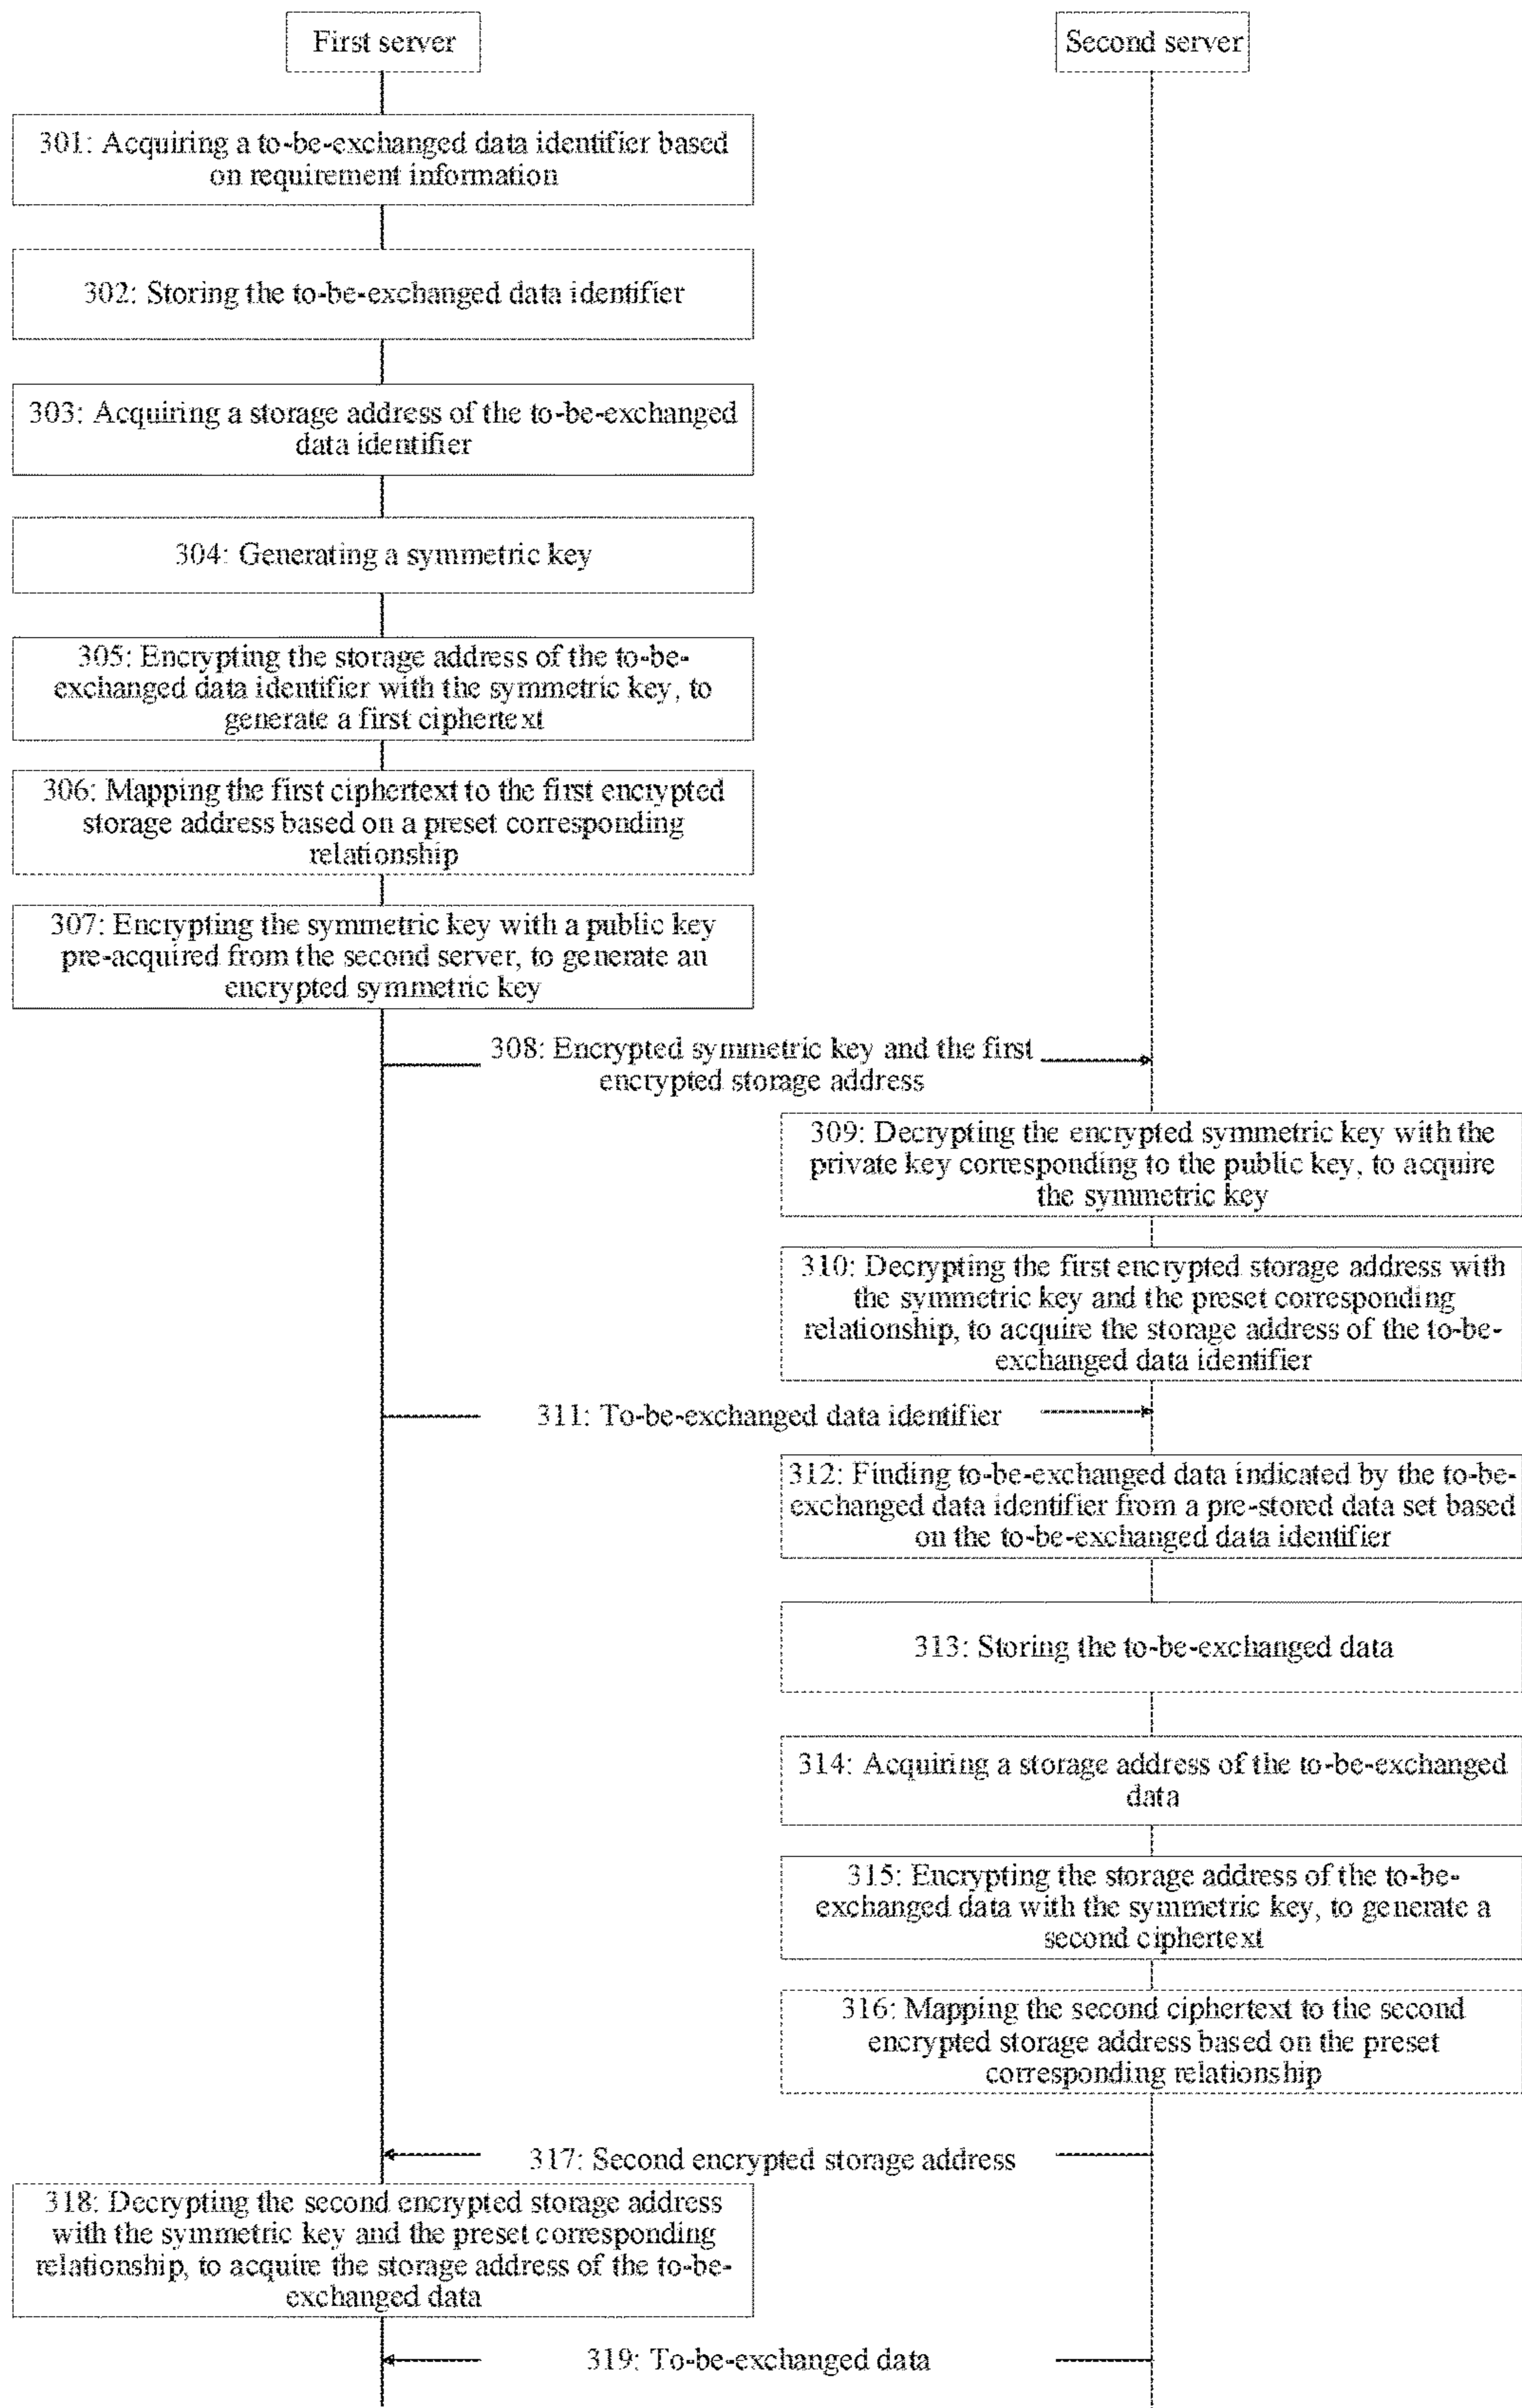 First server
Second server
301: Acquiring a to-be-exchanged data identifier based
on requirement information
302: Storing the to-be-exchanged data identifier
303: Acquiring a storage address of the to-be-exchanged
data identifier
304: Generating a symmetric key
305: Encrypting the storage address of the to-be-
exchanged data identifier with the symmetric key, to
generate a first ciphertext
306: Mapping the first ciphertext to the first encrypted
storage address based on a preset corresponding
relationship
307: Encrypting the symmetric key with a public key
pre-acquired from the second server, to generate an
encrypted symmetric key
308: Encrypted symmetric key and the first
encrypted storage address
309: Decrypting the encrypted symmetric key with the
private key corresponding to the public key, to acquire
the symmetric key
310: Decrypting the first encrypted storage address with
the symmetric key and the preset corresponding
relationship, to acquire the storage address of the to-be-
exchanged data identifier
311: To-be-exchanged data identifier
312: Finding to-be-exchanged data indicated by the to-be-
exchanged data identifier from a pre-stored data set based
on the to-be-exchanged data identifier
313: Storing the to-be-exchanged data
314: Acquiring a storage address of the to-be-exchanged
data
315: Encrypting the storage address of the to-be-
exchanged data with the symmetric key, to generate a
second ciphertext
316: Mapping the second ciphertext to the second
encrypted storage address based on the preset
corresponding relationship
317: Second encrypted storage address
318: Decrypting the second encrypted storage address
with the symmetric key and the preset corresponding
relationship, to acquire the storage address of the to-be-
exchanged data
319: To-be-exchanged data